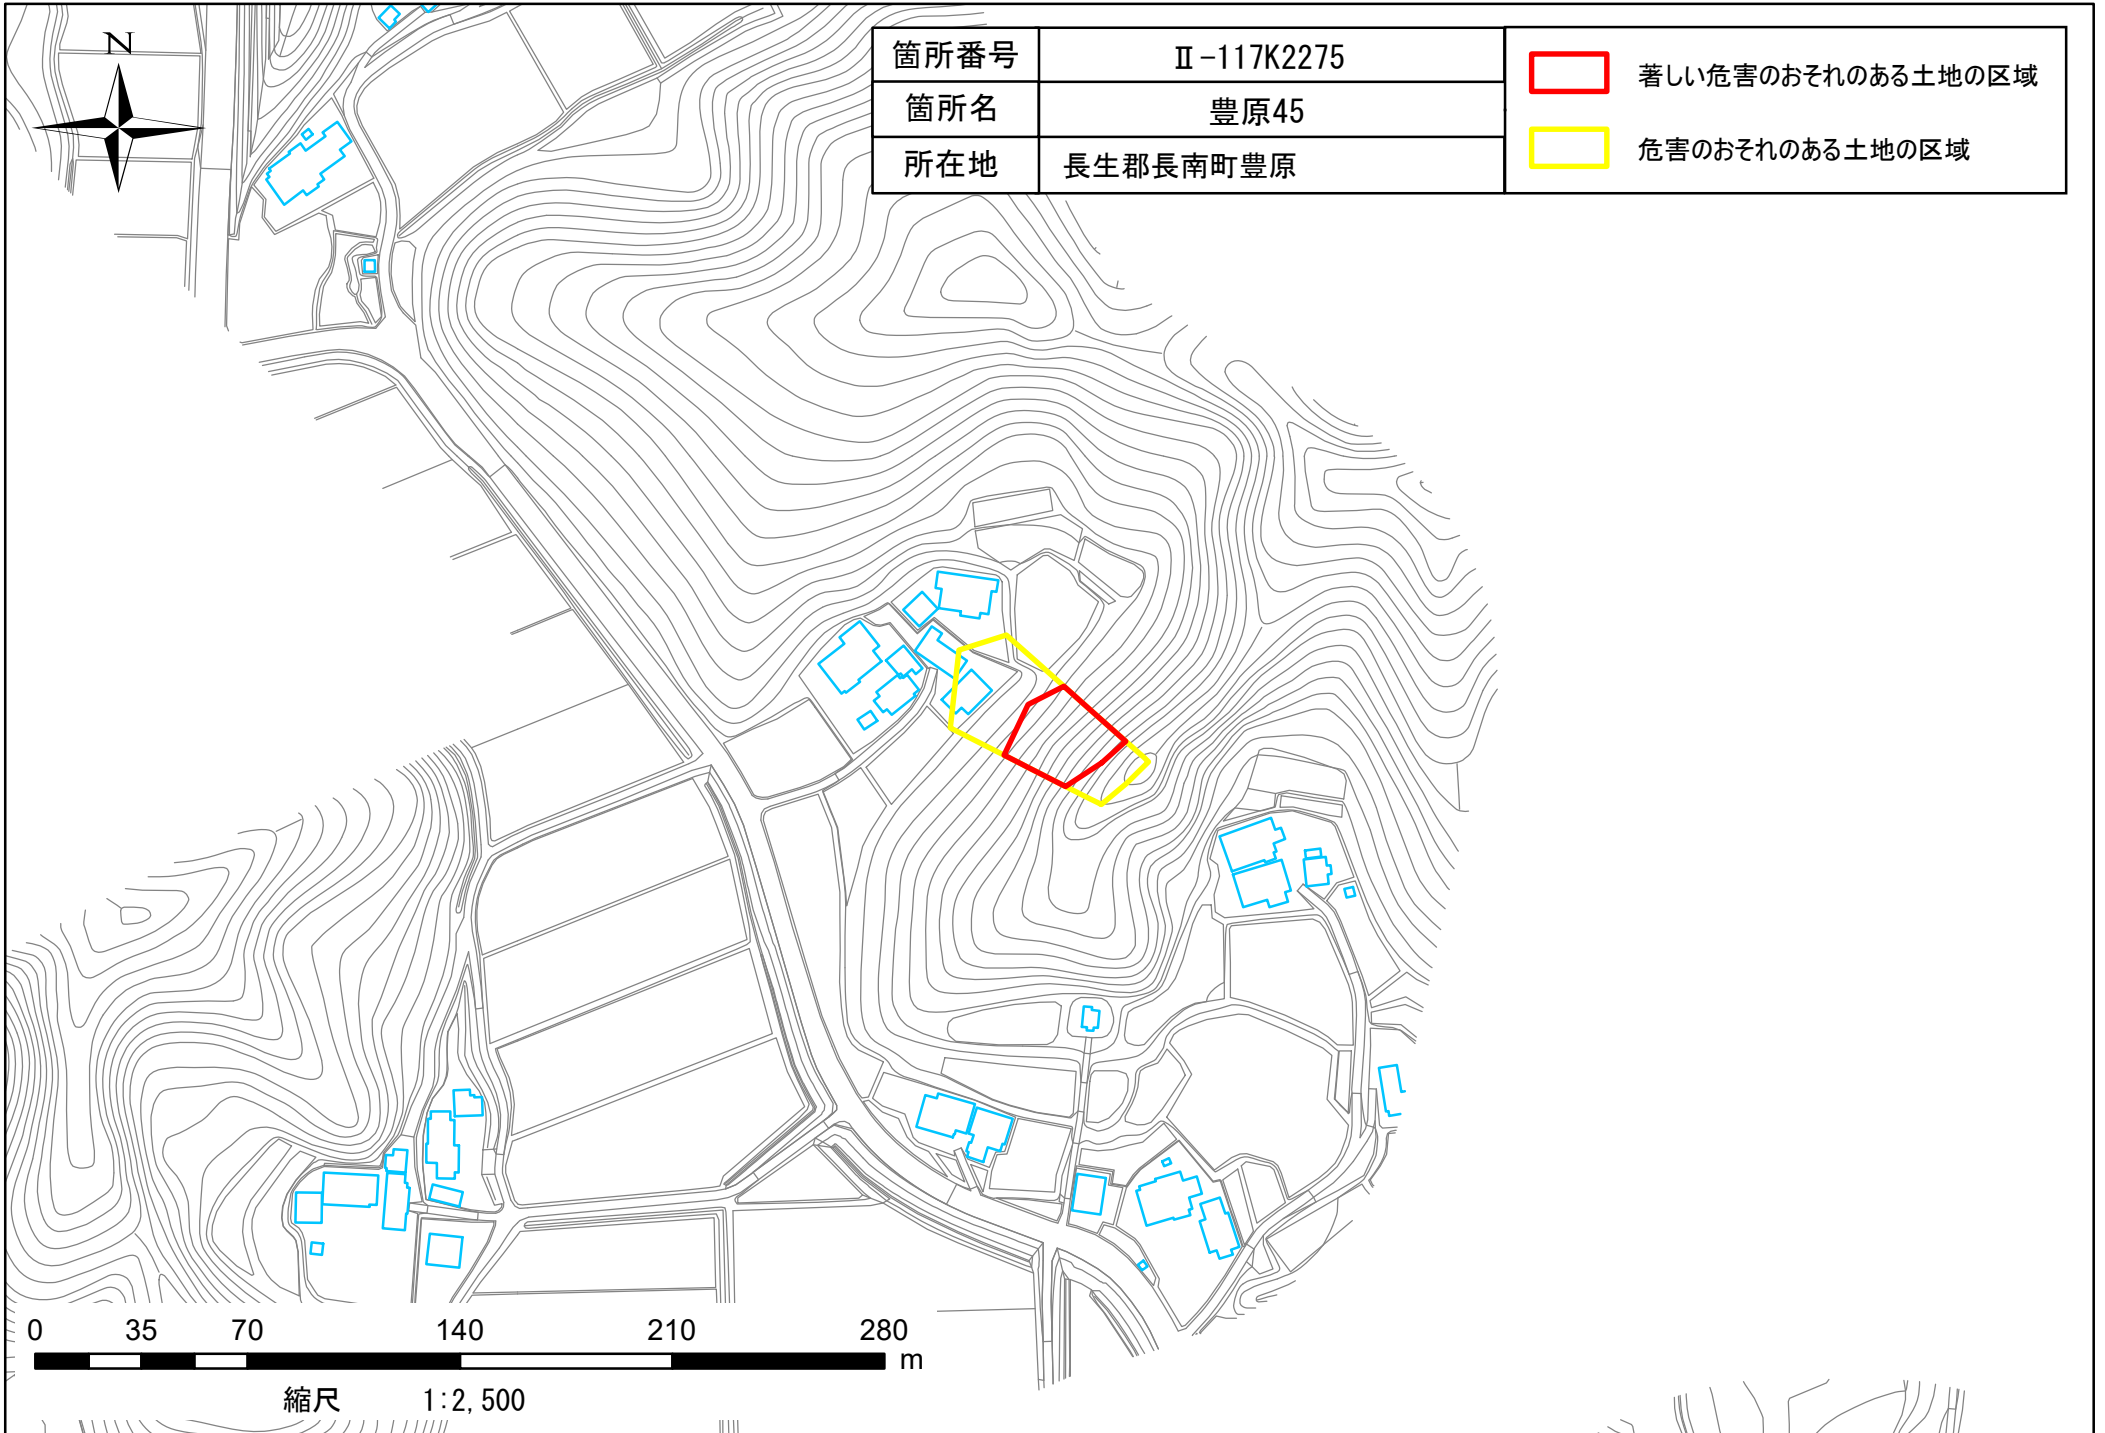 N
箇所番号 Ⅱ-117K2275
箇所名 豊原45
所在地 長生郡長南町豊原
著しい危害のおそれのある土地の区域
危害のおそれのある土地の区域
0 35 70 140 210 280
m
縮尺 1:2,500